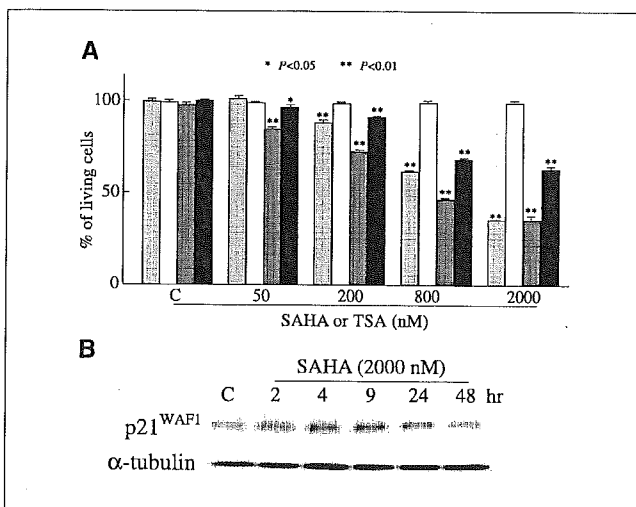 A
* P<0.05 ** P<0.01
% of living cells
100
50
0
** * ** ** ** ** ** ** ** ** **
C 50 200 800 2000
SAHA or TSA (nM)
B
SAHA (2000 nM)
C 2 4 9 24 48 hr
p21WAF1
α-tubulin